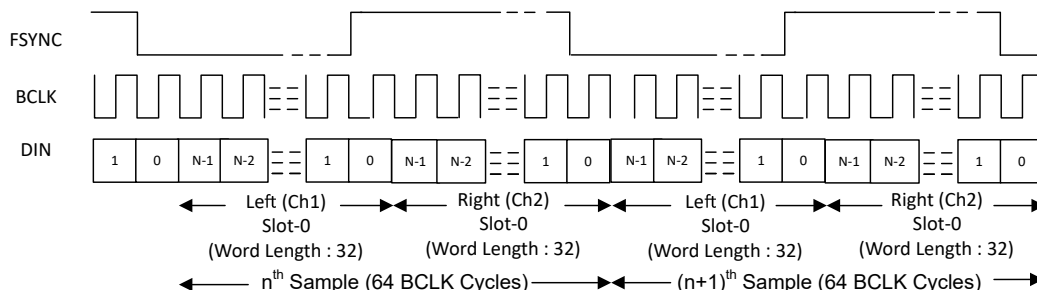 FSYNC
BCLK
DIN
1 0 N-1 N-2 1 0 N-1 N-2 1 0 N-1 N-2 1 0 N-1 N-2 1 0
Left (Ch1) Right (Ch2) Left (Ch1) Right (Ch2)
Slot-0 Slot-0 Slot-0 Slot-0
(Word Length : 32) (Word Length : 32) (Word Length : 32) (Word Length : 32)
nth Sample (64 BCLK Cycles) (n+1)th Sample (64 BCLK Cycles)